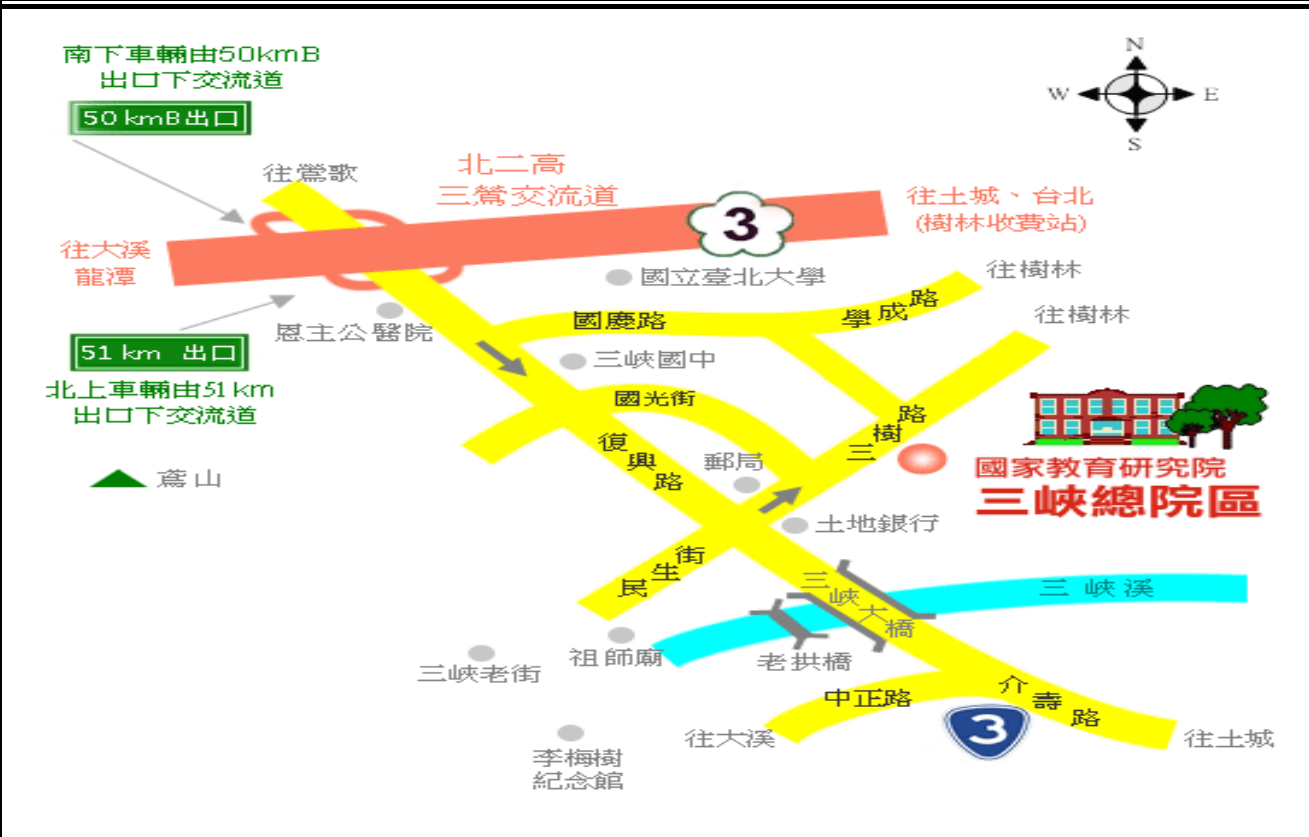 南下車輛由50kmB
出口下交流道
50 kmB出口
N
W
E
S
往鶯歌
北二高
三鶯交流道
3
往土城、台北
(樹林收費站)
往大溪
龍潭
國立臺北大學
往樹林
學成路
往樹林
國慶路
恩主公醫院
51 km 出口
北上車輛由51km
出口下交流道
三峽國中
國光街
三樹路
復興路
郵局
國家教育研究院
三峽總院區
鳶山
土地銀行
民生街
三峽大橋
三峽溪
祖師廟
老拱橋
三峽老街
中正路
介壽路
3
往大溪
往土城
李梅樹
紀念館